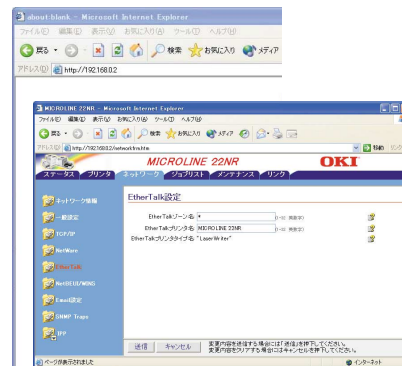 about:blank - Microsoft Internet Explorer
ファイル(F) 編集(E) 表示(V) お気に入り(A) ツール(T) ヘルプ(H)
戻る 検索 お気に入り メディア
アドレス(D) http://192.168.0.2
MICROLINE 22NR - Microsoft Internet Explorer
ファイル(F) 編集(E) 表示(V) お気に入り(A) ツール(T) ヘルプ(H)
戻る 検索 お気に入り メディア
アドレス(D) http://192.168.0.2/networkfrm.htm 移動
MICROLINE 22NR OKI
ステータス プリンタ ネットワーク ジョブリスト メンテナンス リンク
ネットワーク情報
一般設定
TCP/IP
NetWare
EtherTalk
NetBEUI/WINS
Email設定
SNMP Traps
IPP
EtherTalk設定
EtherTalkゾーン名 * (~32 英数字)
EtherTalkプリンタ名 MICROLINE 22NR (~32 英数字)
EtherTalkプリンタタイプ名 "LaserWriter"
送信 キャンセル 変更内容を送信する場合には「送信」を押下してください。
変更内容をクリアする場合はキャンセルを押下してください。
ページが表示されました インターネット